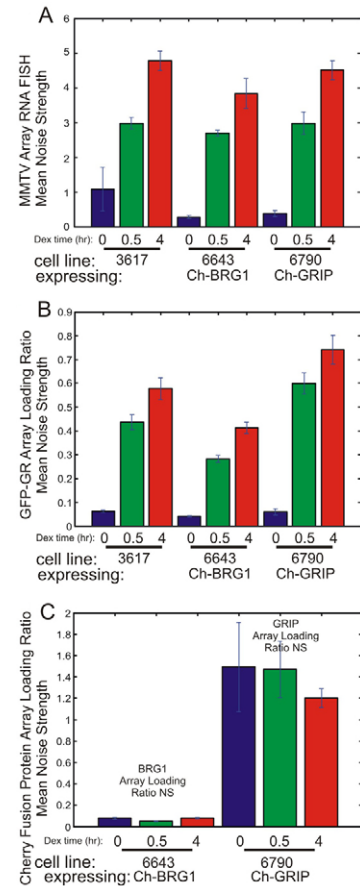 A
MMTV Array RNA FISH
Mean Noise Strength
6
5
4
3
2
1
0
Dex time (hr): 0 0.5 4 0 0.5 4 0 0.5 4
cell line: 3617 6643 6790
expressing: Ch-BRG1 Ch-GRIP
B
GFP-GR Array Loading Ratio
Mean Noise Strength
0.9
0.8
0.7
0.6
0.5
0.4
0.3
0.2
0.1
0
Dex time (hr): 0 0.5 4 0 0.5 4 0 0.5 4
cell line: 3617 6643 6790
expressing: Ch-BRG1 Ch-GRIP
C
Cherry Fusion Protein Array Loading Ratio
Mean Noise Strength
2
1.8
1.6
1.4
1.2
1
0.8
0.6
0.4
0.2
0
GRIP
Array Loading
Ratio NS
BRG1
Array Loading
Ratio NS
Dex time (hr): 0 0.5 4 0 0.5 4
cell line: 6643 6790
expressing: Ch-BRG1 Ch-GRIP